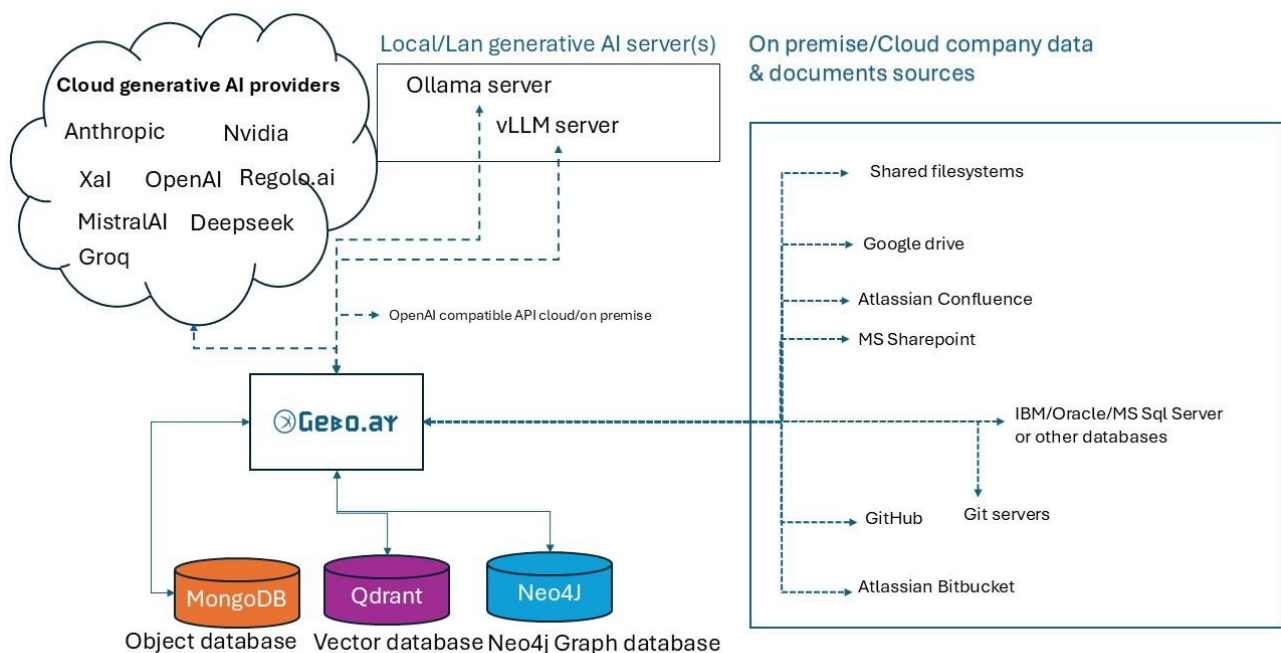 Cloud generative AI providers
Anthropic
Nvidia
XaI
OpenAI
Regolo.ai
MistralAI
Deepseek
Groq
Local/Lan generative AI server(s)
Ollama server
vLLM server
On premise/Cloud company data
& documents sources
Shared filesystems
Google drive
Atlassian Confluence
MS Sharepoint
IBM/Oracle/MS Sql Server
or other databases
Git servers
GitHub
Atlassian Bitbucket
OpenAI compatible API cloud/on premise
Gebo.ai
MongoDB
Object database
Qdrant
Vector database
Neo4J
Neo4j Graph database